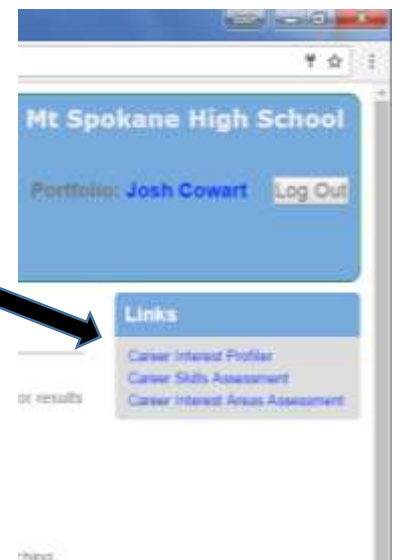 Mt Spokane High School
Portfolio: Josh Cowart Log Out
Links
Career Interest Profiler
Career Skills Assessment
or results
Career Interest Areas Assessment
ching